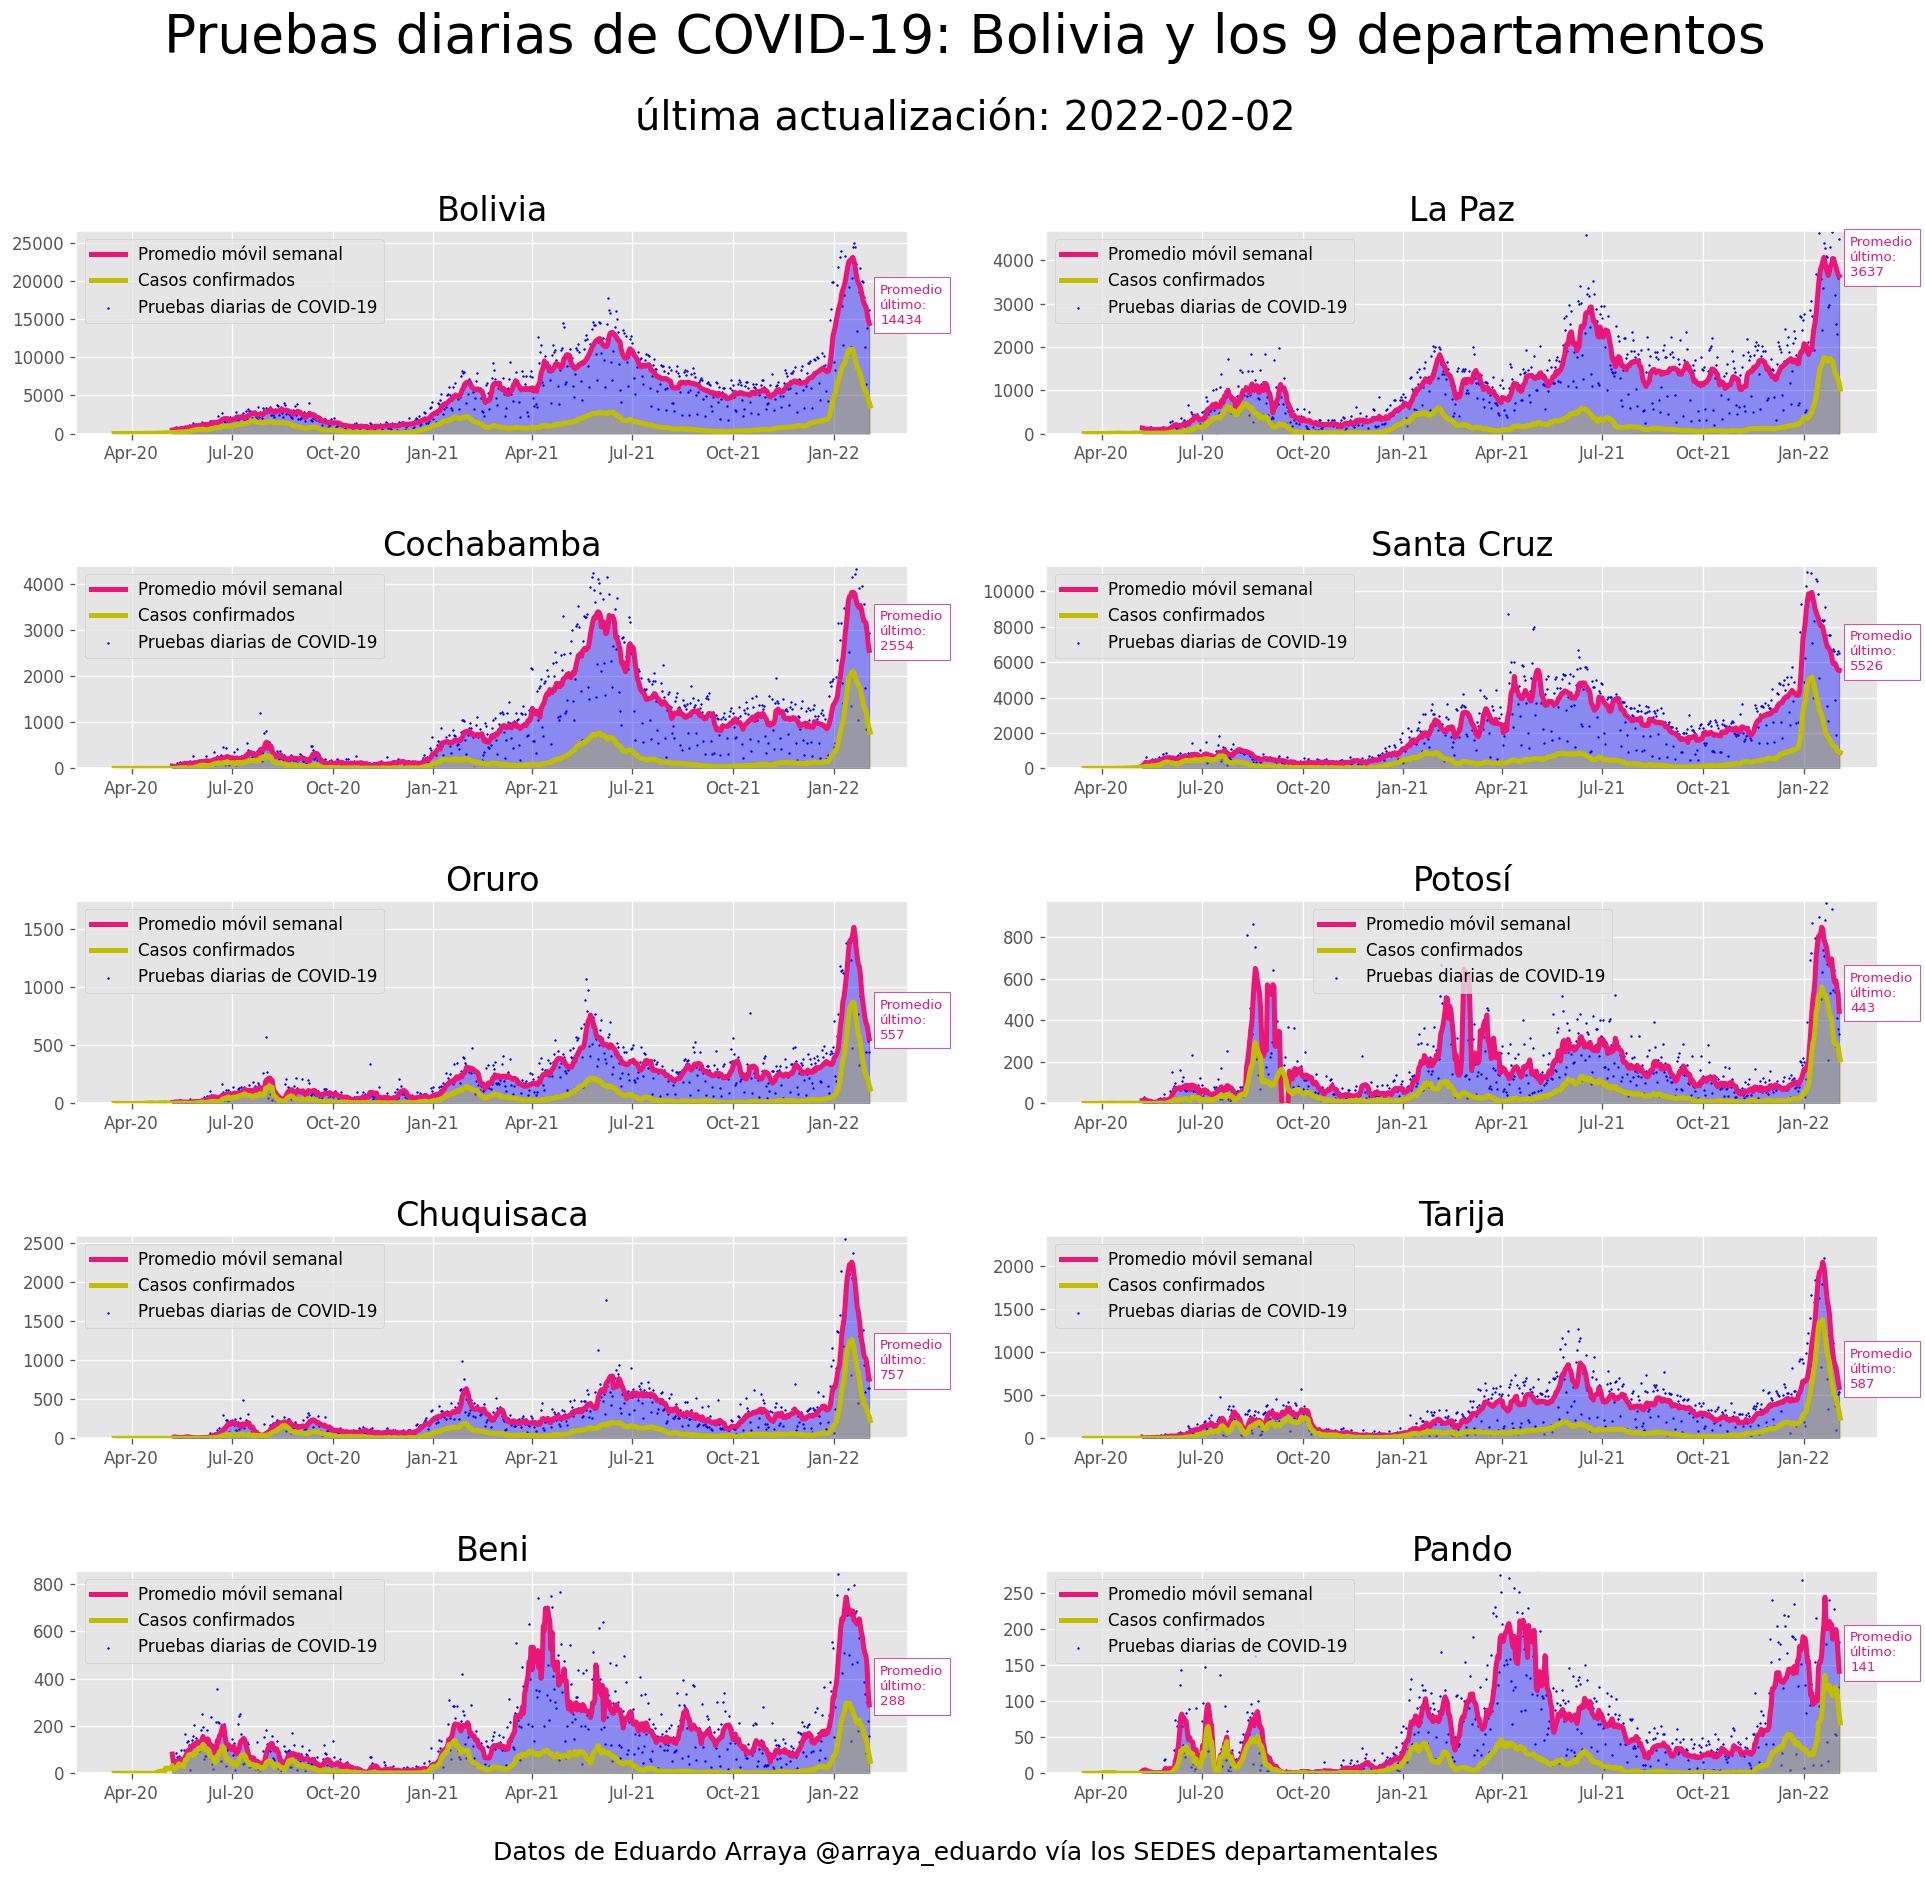 Pruebas diarias de COVID-19: Bolivia y los 9 departamentos
última actualización: 2022-02-02
Bolivia
25000
20000
15000
10000
5000
0
Promedio móvil semanal
Casos confirmados
Pruebas diarias de COVID-19
Promedio
último:
14434
Apr-20 Jul-20 Oct-20 Jan-21 Apr-21 Jul-21 Oct-21 Jan-22
La Paz
4000
3000
2000
1000
0
Promedio móvil semanal
Casos confirmados
Pruebas diarias de COVID-19
Promedio
último:
3637
Apr-20 Jul-20 Oct-20 Jan-21 Apr-21 Jul-21 Oct-21 Jan-22
Cochabamba
4000
3000
2000
1000
0
Promedio móvil semanal
Casos confirmados
Pruebas diarias de COVID-19
Promedio
último:
2554
Apr-20 Jul-20 Oct-20 Jan-21 Apr-21 Jul-21 Oct-21 Jan-22
Santa Cruz
10000
8000
6000
4000
2000
0
Promedio móvil semanal
Casos confirmados
Pruebas diarias de COVID-19
Promedio
último:
5526
Apr-20 Jul-20 Oct-20 Jan-21 Apr-21 Jul-21 Oct-21 Jan-22
Oruro
1500
1000
500
0
Promedio móvil semanal
Casos confirmados
Pruebas diarias de COVID-19
Promedio
último:
557
Apr-20 Jul-20 Oct-20 Jan-21 Apr-21 Jul-21 Oct-21 Jan-22
Potosí
800
600
400
200
0
Promedio móvil semanal
Casos confirmados
Pruebas diarias de COVID-19
Promedio
último:
443
Apr-20 Jul-20 Oct-20 Jan-21 Apr-21 Jul-21 Oct-21 Jan-22
Chuquisaca
2500
2000
1500
1000
500
0
Promedio móvil semanal
Casos confirmados
Pruebas diarias de COVID-19
Promedio
último:
757
Apr-20 Jul-20 Oct-20 Jan-21 Apr-21 Jul-21 Oct-21 Jan-22
Tarija
2000
1500
1000
500
0
Promedio móvil semanal
Casos confirmados
Pruebas diarias de COVID-19
Promedio
último:
587
Apr-20 Jul-20 Oct-20 Jan-21 Apr-21 Jul-21 Oct-21 Jan-22
Beni
800
600
400
200
0
Promedio móvil semanal
Casos confirmados
Pruebas diarias de COVID-19
Promedio
último:
288
Apr-20 Jul-20 Oct-20 Jan-21 Apr-21 Jul-21 Oct-21 Jan-22
Pando
250
200
150
100
50
0
Promedio móvil semanal
Casos confirmados
Pruebas diarias de COVID-19
Promedio
último:
141
Apr-20 Jul-20 Oct-20 Jan-21 Apr-21 Jul-21 Oct-21 Jan-22
Datos de Eduardo Arraya @arraya_eduardo vía los SEDES departamentales